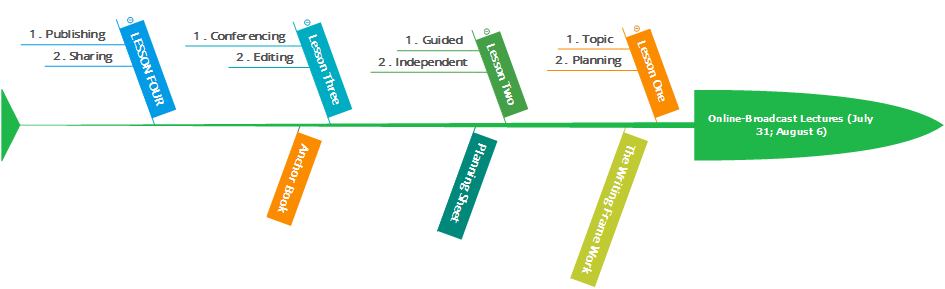 1 . Publishing
2 . Sharing
LESSON FOUR
1 . Conferencing
2 . Editing
Lesson Three
1 . Guided
2 . Independent
Lesson Two
1 . Topic
2 . Planning
Lesson One
Online-Broadcast Lectures (July
31; August 6)
Anchor Book
Planning Sheet
The Writing Frame Work